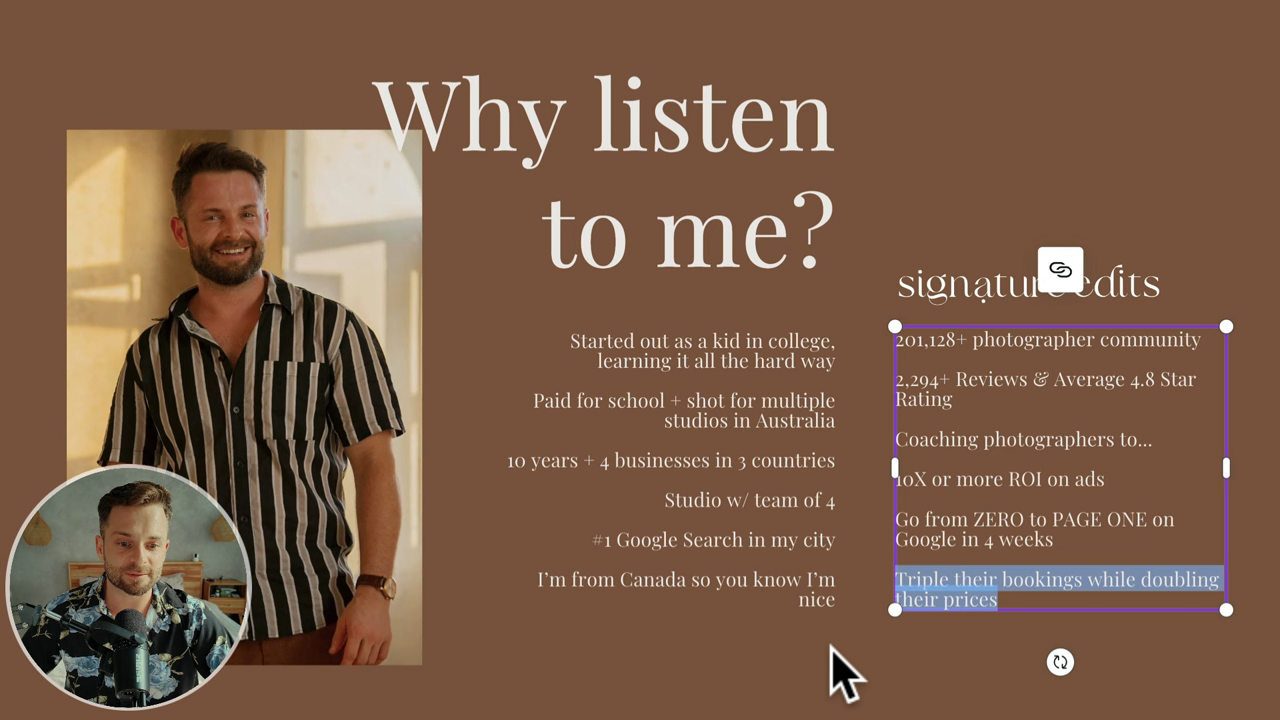 Why listen
to me?
Started out as a kid in college,
learning it all the hard way
Paid for school + shot for multiple
studios in Australia
10 years + 4 businesses in 3 countries
Studio w/ team of 4
#1 Google Search in my city
I'm from Canada so you know I'm
nice
signature edits
201,128+ photographer community
2,294+ Reviews & Average 4.8 Star
Rating
Coaching photographers to...
10X or more ROI on ads
Go from ZERO to PAGE ONE on
Google in 4 weeks
Triple their bookings while doubling
their prices